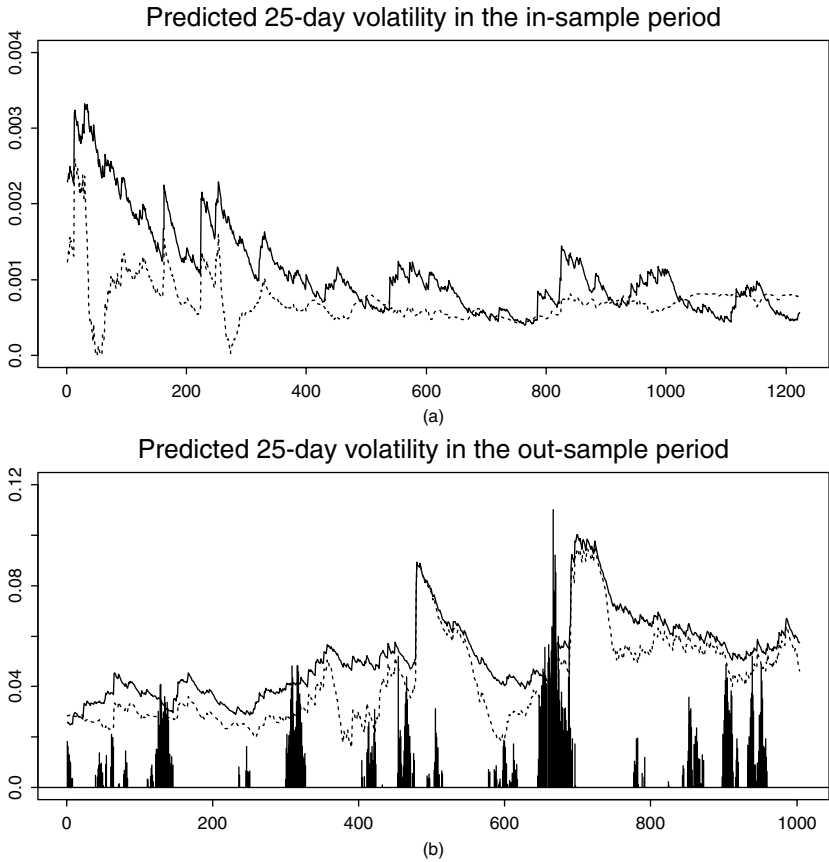 Predicted 25-day volatility in the in-sample period
0.004
0.003
0.002
0.001
0.0
0 200 400 600 800 1000 1200
(a)
Predicted 25-day volatility in the out-sample period
0.12
0.08
0.04
0.0
0 200 400 600 800 1000
(b)